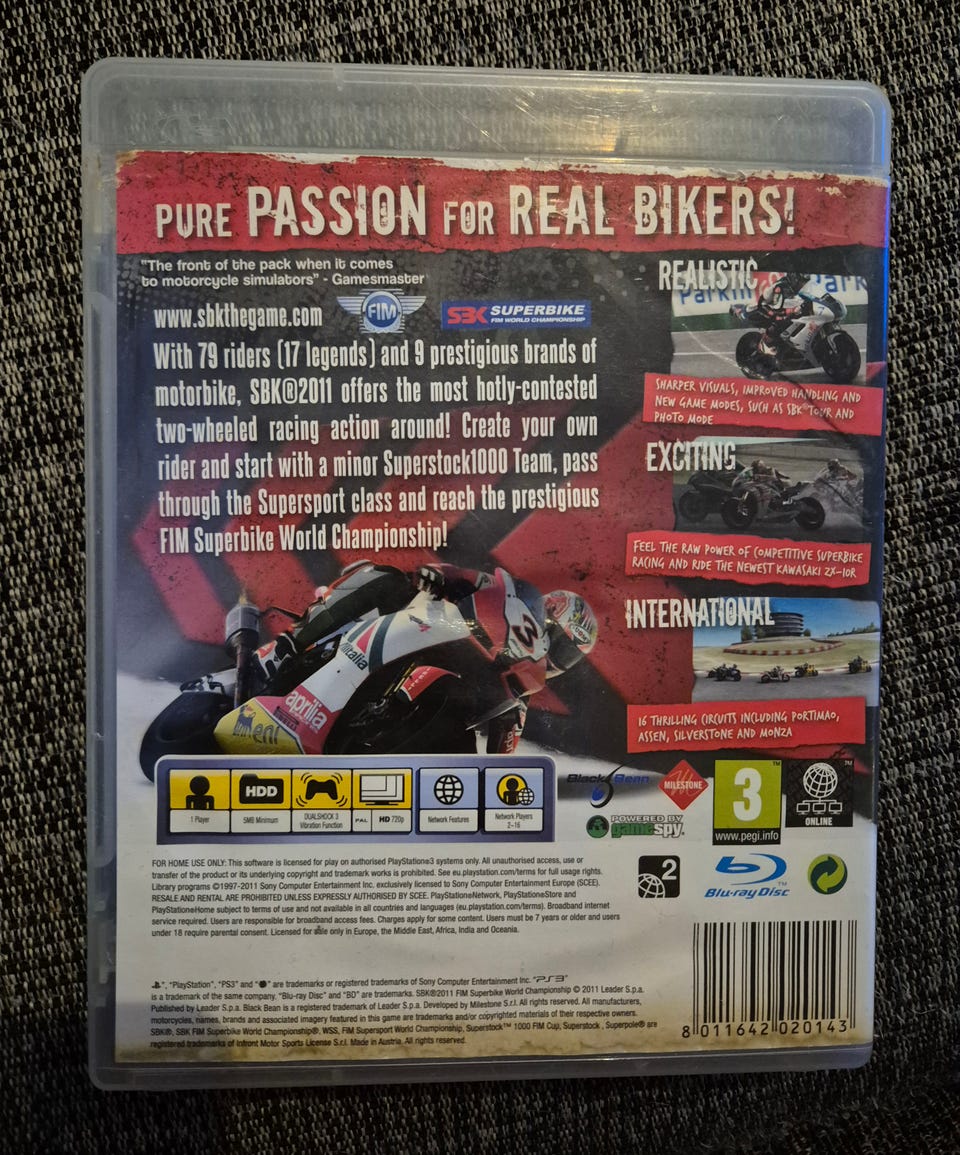 PURE PASSION FOR REAL BIKERS!
"The front of the pack when it comes
to motorcycle simulators" - Gamesmaster
www.sbkthegame.com
FIM
SBK SUPERBIKE
FIM WORLD CHAMPIONSHIP
With 79 riders (17 legends) and 9 prestigious brands of
motorbike, SBK®2011 offers the most hotly-contested
two-wheeled racing action around! Create your own
rider and start with a minor Superstock1000 Team, pass
through the Supersport class and reach the prestigious
FIM Superbike World Championship!
REALISTIC
Parkin
Park
SHARPER VISUALS, IMPROVED HANDLING AND
NEW GAME MODES, SUCH AS SBK® TOUR AND
PHOTO MODE
EXCITING
FEEL THE RAW POWER OF COMPETITIVE SUPERBIKE
RACING AND RIDE THE NEWEST KAWASAKI ZX-10R
INTERNATIONAL
16 THRILLING CIRCUITS INCLUDING PORTIMAO,
ASSEN, SILVERSTONE AND MONZA
3
Alitalia
aprilia
eni
1 Player
HDD
5MB Minimum
DUALSHOCK 3
Vibration Function
PAL
HD 720p
Network Features
Network Players
2-16
Black Bean
MILESTONE
POWERED BY
gamespy.
3
www.pegi.info
ONLINE
2
Blu-ray Disc™
FOR HOME USE ONLY: This software is licensed for play on authorised PlayStation®3 systems only. All unauthorised access, use or
transfer of the product or its underlying copyright and trademark works is prohibited. See eu.playstation.com/terms for full usage rights.
Library programs ©1997-2011 Sony Computer Entertainment Inc. exclusively licensed to Sony Computer Entertainment Europe (SCEE).
RESALE AND RENTAL ARE PROHIBITED UNLESS EXPRESSLY AUTHORISED BY SCEE. PlayStation®Network, PlayStation®Store and
PlayStation®Home subject to terms of use and not available in all countries and languages (eu.playstation.com/terms). Broadband internet
service required. Users are responsible for broadband access fees. Charges apply for some content. Users must be 7 years or older and users
under 18 require parental consent. Licensed for sale only in Europe, the Middle East, Africa, India and Oceania.
", "PlayStation", "PS3" and " " are trademarks or registered trademarks of Sony Computer Entertainment Inc. "PS3"
is a trademark of the same company. "Blu-ray Disc" and "BD" are trademarks. SBK®2011 FIM Superbike World Championship © 2011 Leader S.p.a.
Published by Leader S.p.a. Black Bean is a registered trademark of Leader S.p.a. Developed by Milestone S.r.l. All rights reserved. All manufacturers,
motorcycles, names, brands and associated imagery featured in this game are trademarks and/or copyrighted materials of their respective owners.
SBK®, SBK FIM Superbike World Championship®, WSS, FIM Supersport World Championship, Superstock™ 1000 FIM Cup, Superstock, Superpole® are
registered trademarks of Infront Motor Sports License S.r.l. Made in Austria. All rights reserved.
8 011642 020143